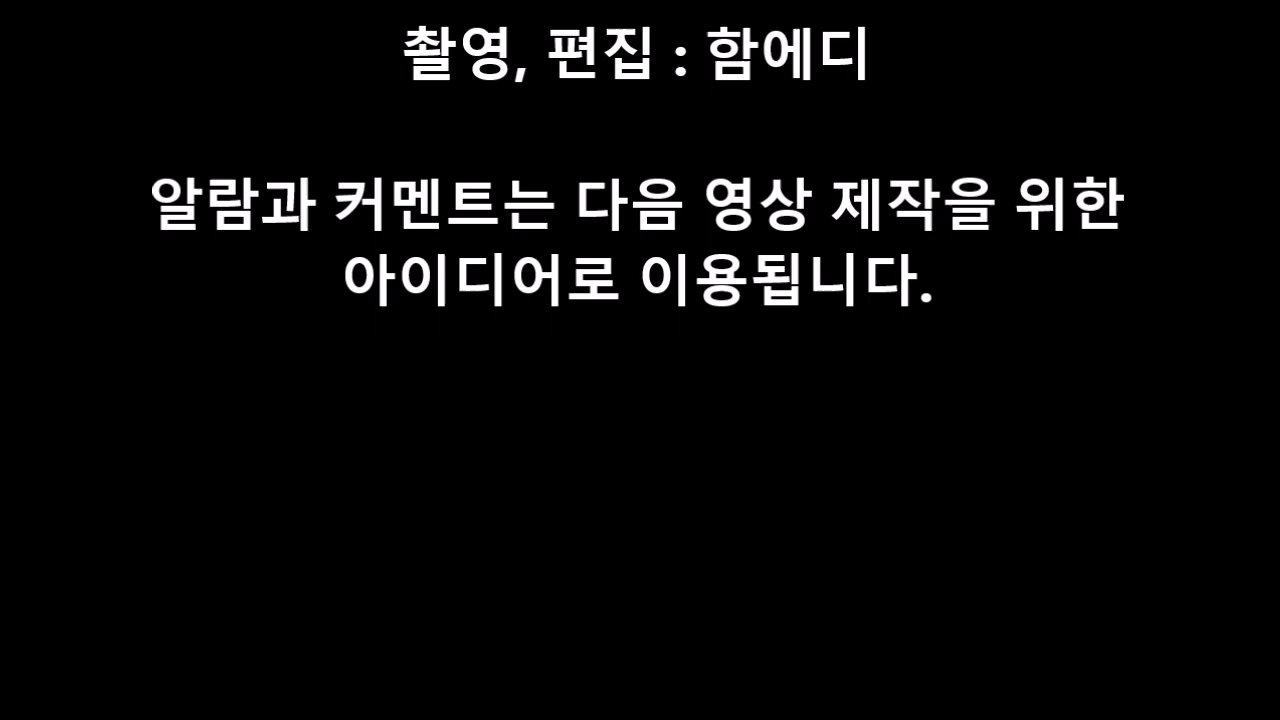 촬영, 편집 : 함에디
알람과 커멘트는 다음 영상 제작을 위한
아이디어로 이용됩니다.